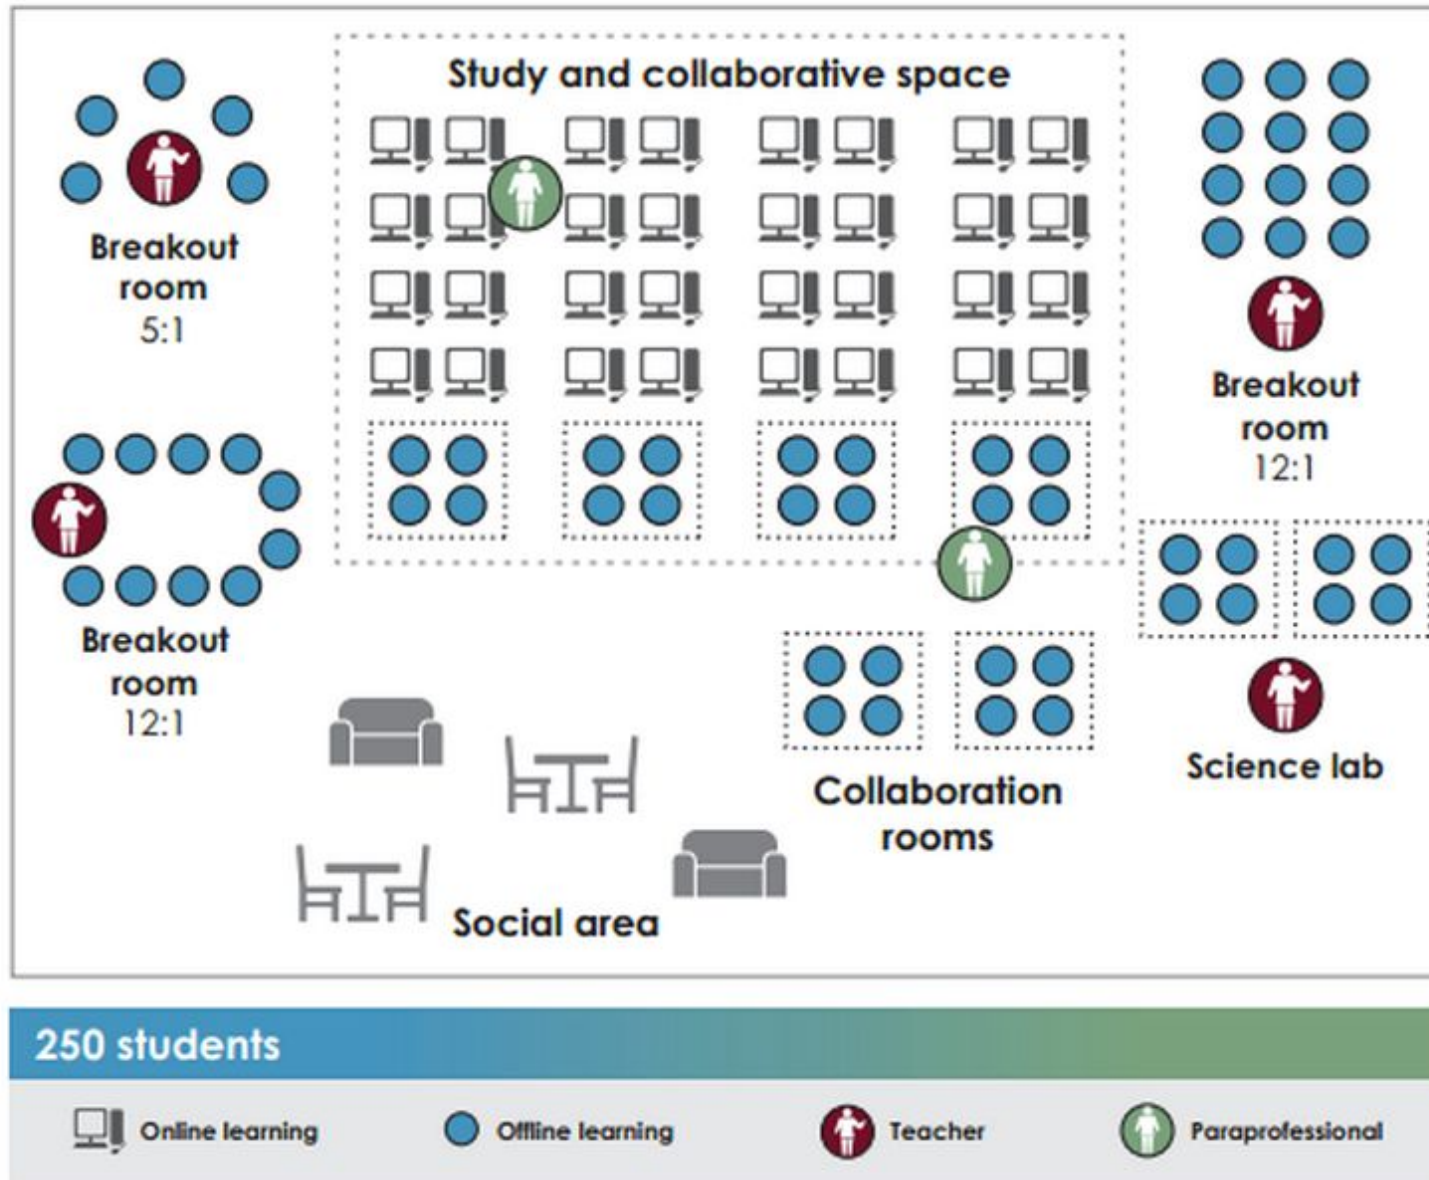 Study and collaborative space
Breakout
room
5:1
Breakout
room
12:1
Breakout
room
12:1
Science lab
Collaboration
rooms
Social area
250 students
Online learning
Offline learning
Teacher
Paraprofessional